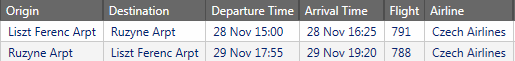 Origin Destination Departure Time Arrival Time Flight Airline
Liszt Ferenc Arpt Ruzyne Arpt 28 Nov 15:00 28 Nov 16:25 791 Czech Airlines
Ruzyne Arpt Liszt Ferenc Arpt 29 Nov 17:55 29 Nov 19:20 788 Czech Airlines